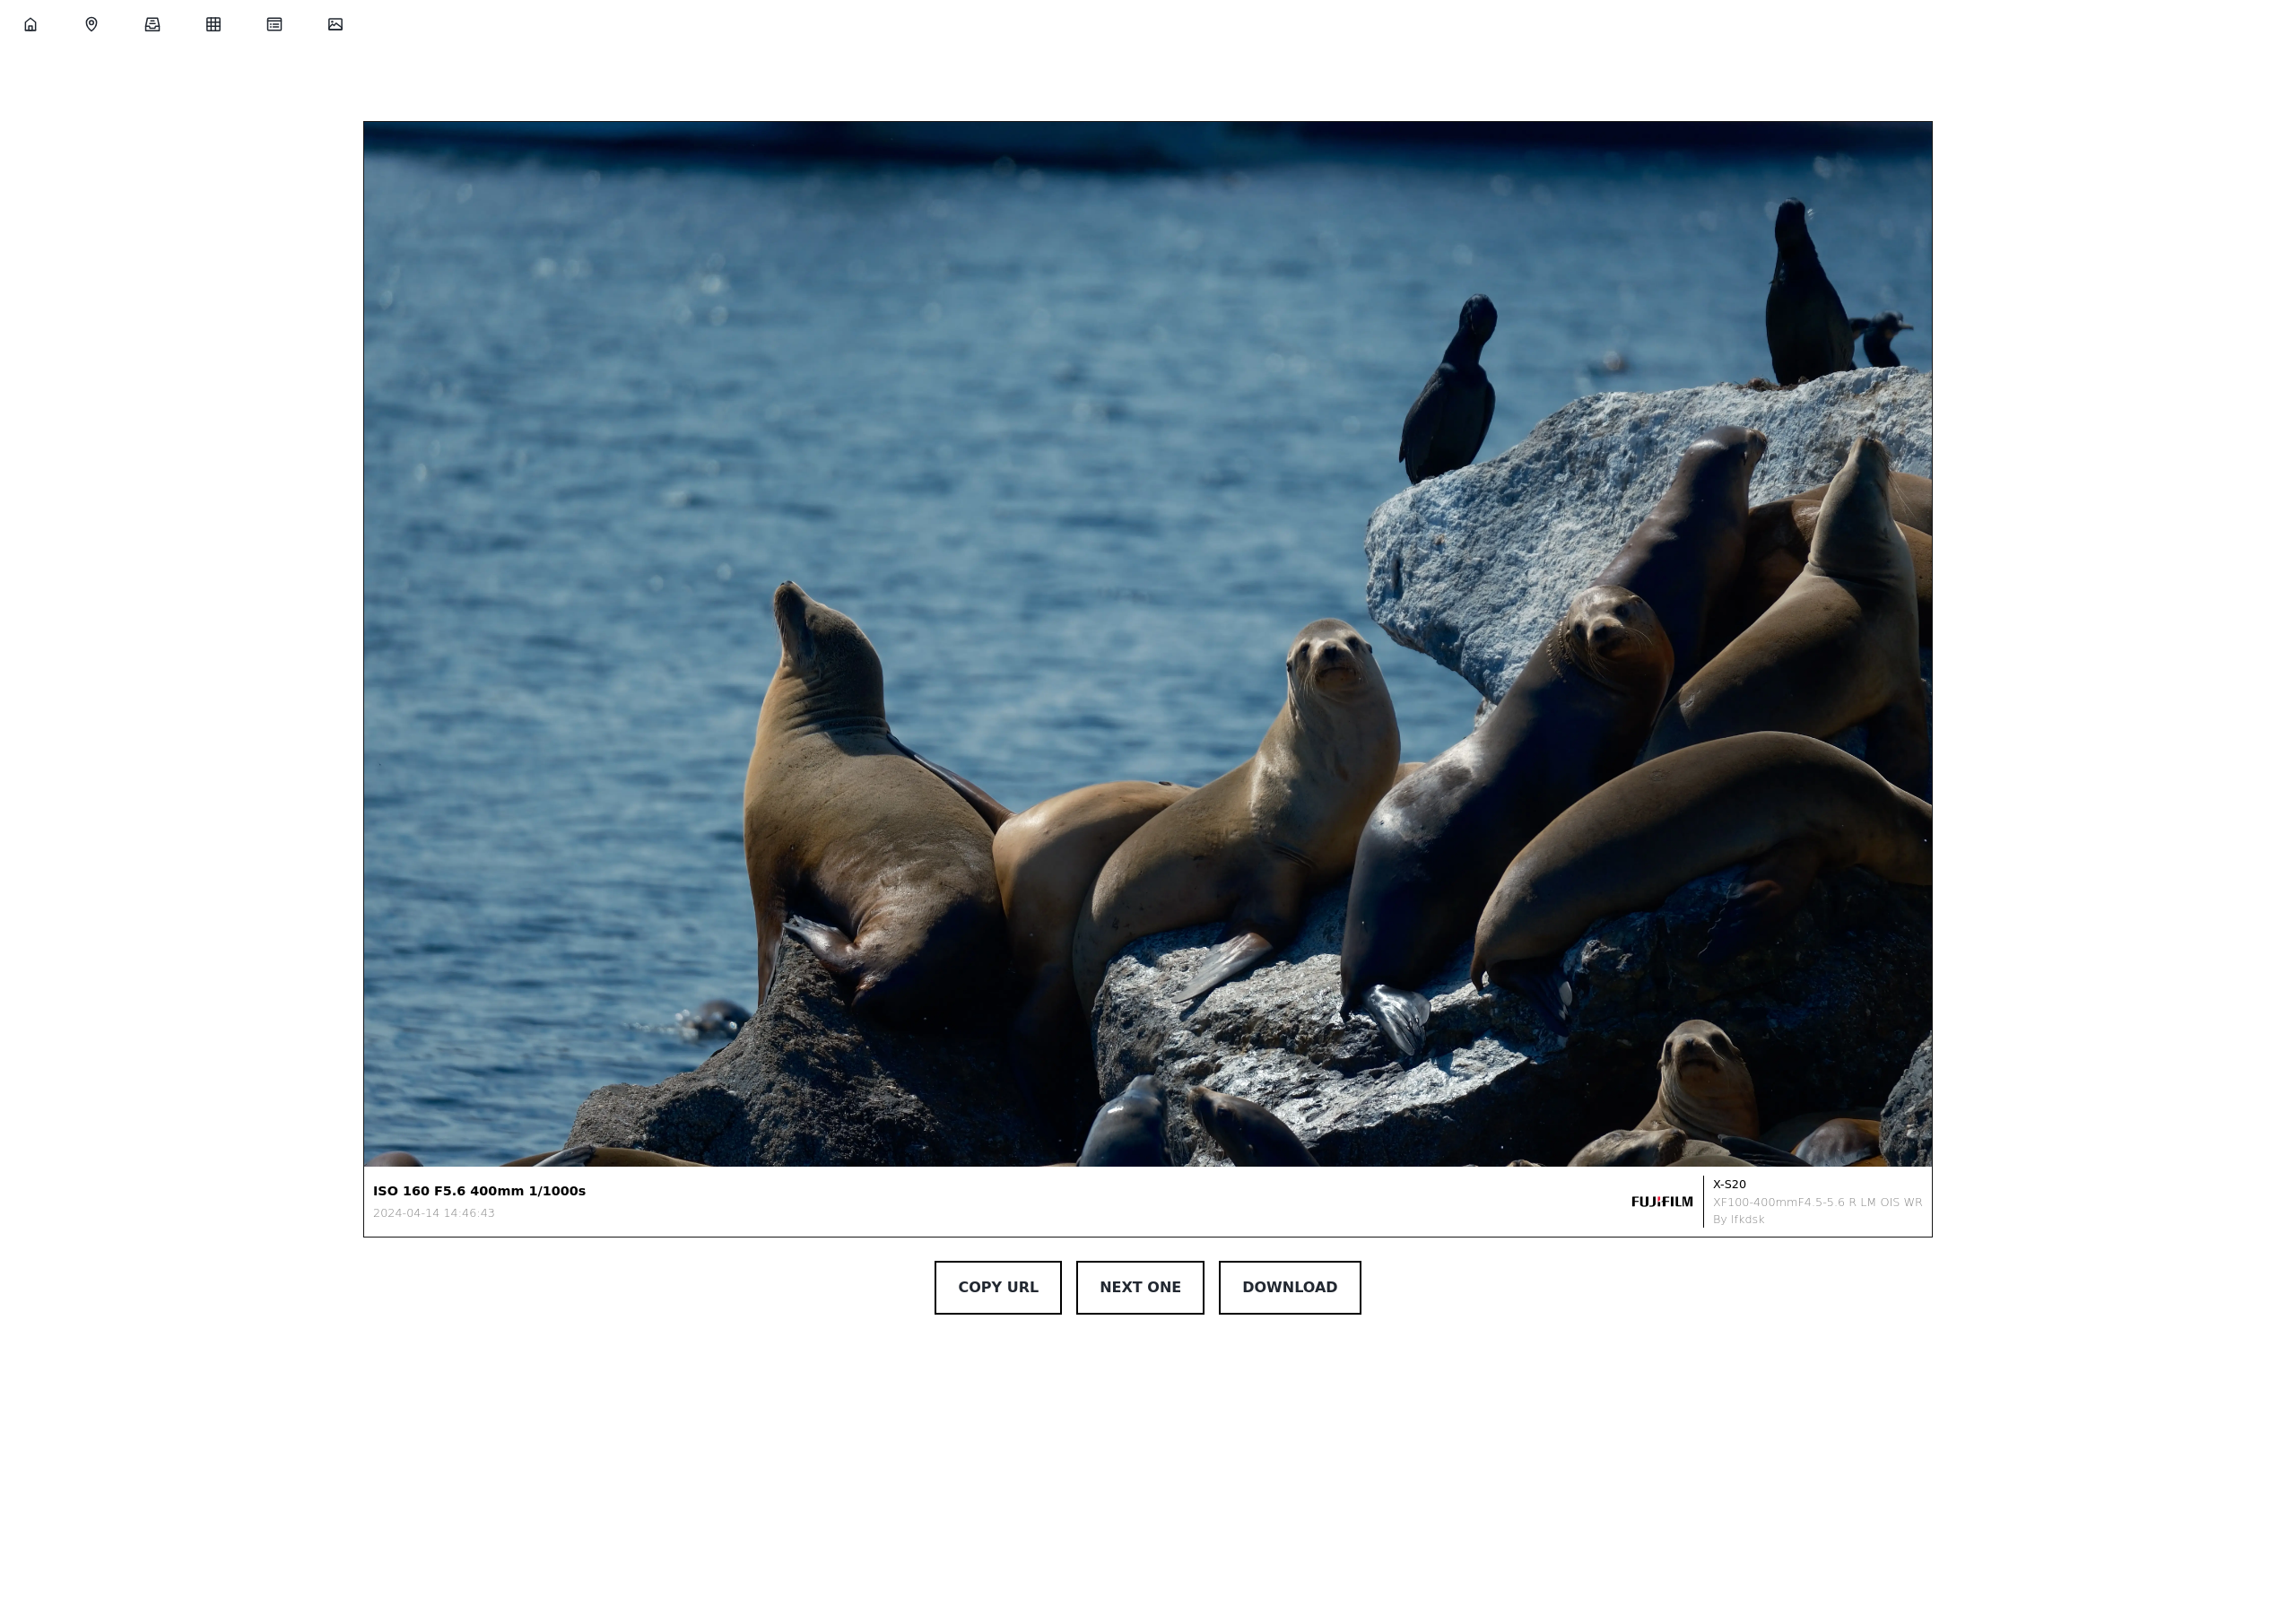 ISO 160 F5.6 400mm 1/1000s
2024-04-14 14:46:43
FUJIFILM
X-S20
XF100-400mmF4.5-5.6 R LM OIS WR
By lfkdsk
COPY URL
NEXT ONE
DOWNLOAD